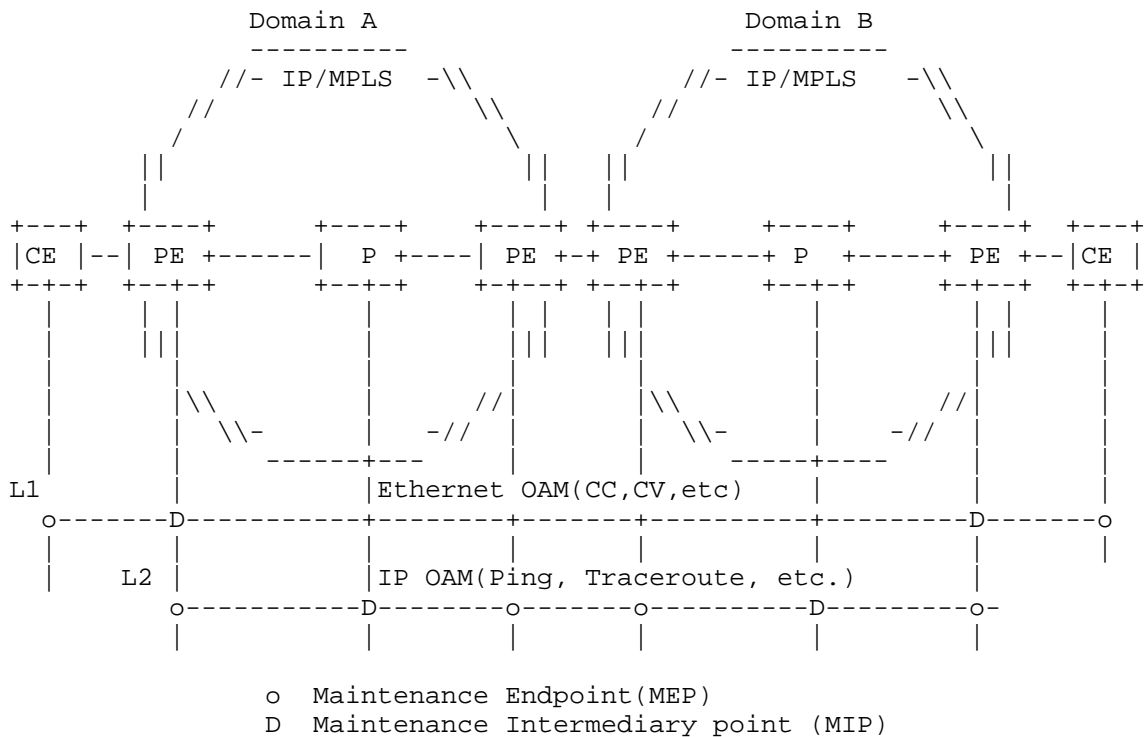 Domain A Domain B
IP/MPLS IP/MPLS
CE PE P PE PE P PE CE
L1 Ethernet OAM(CC,CV,etc)
o D D o
L2 IP OAM(Ping, Traceroute, etc.)
o D o o D o
o Maintenance Endpoint(MEP)
D Maintenance Intermediary point (MIP)